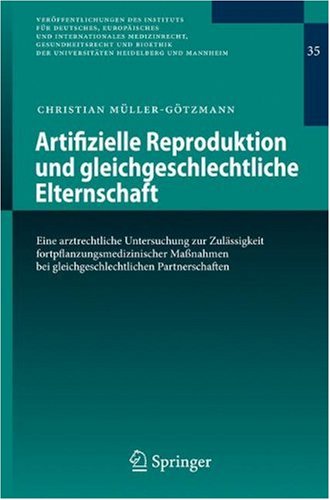 VERÖFFENTLICHUNGEN DES INSTITUTS
FÜR DEUTSCHES, EUROPÄISCHES
UND INTERNATIONALES MEDIZINRECHT,
GESUNDHEITSRECHT UND BIOETHIK
DER UNIVERSITÄTEN HEIDELBERG UND MANNHEIM
35
CHRISTIAN MÜLLER-GÖTZMANN
Artifizielle Reproduktion
und gleichgeschlechtliche
Elternschaft
Eine arztrechtliche Untersuchung zur Zulässigkeit
fortpflanzungsmedizinischer Maßnahmen
bei gleichgeschlechtlichen Partnerschaften
Springer